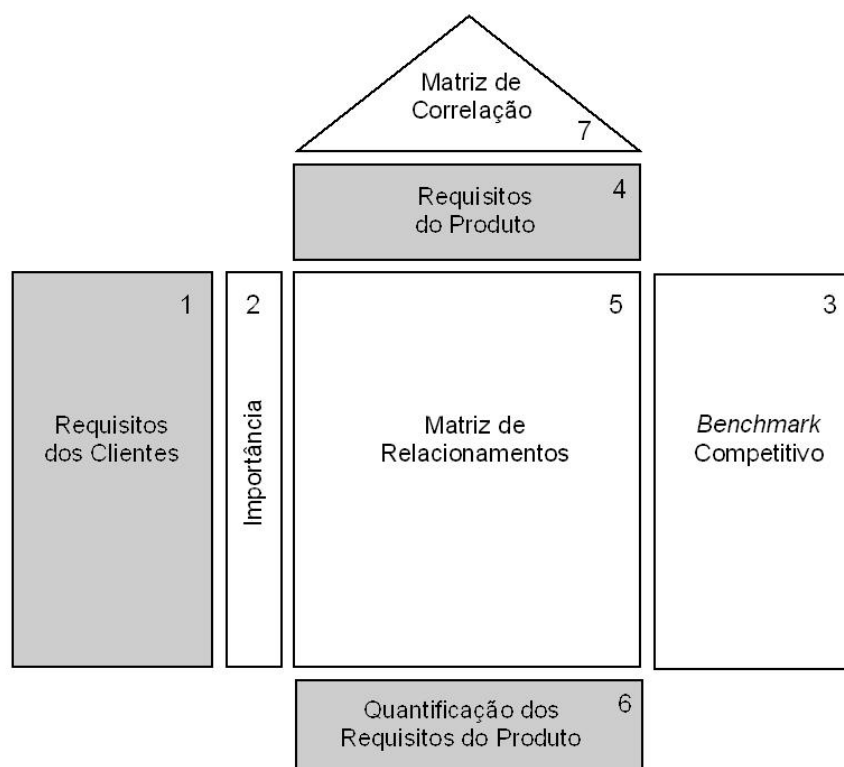 Matriz de
Correlação
7
Requisitos
do Produto
4
1
Requisitos
dos Clientes
2
Importância
5
Matriz de
Relacionamentos
3
Benchmark
Competitivo
Quantificação dos
Requisitos do Produto
6